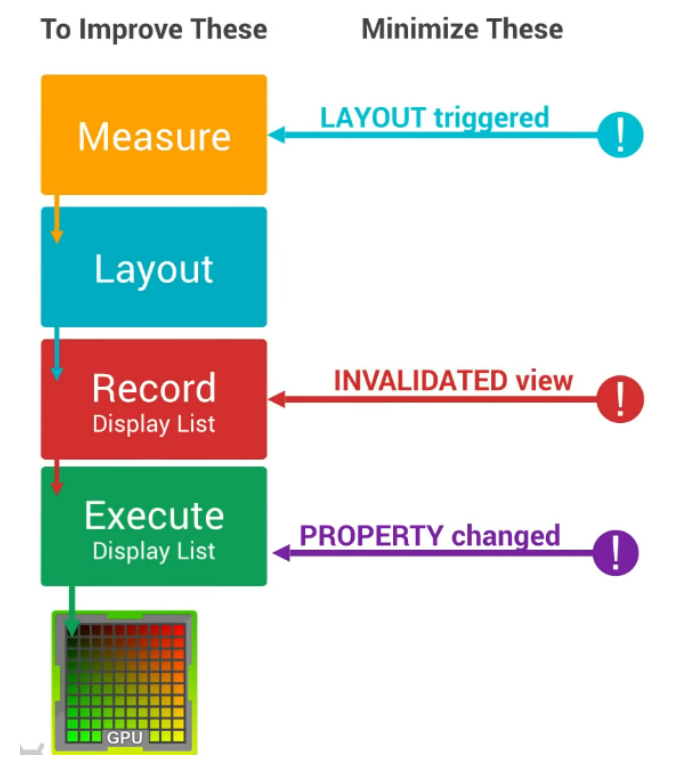 To Improve These
Minimize These
Measure
LAYOUT triggered
!
Layout
Record
Display List
INVALIDATED view
!
Execute
Display List
PROPERTY changed
!
GPU